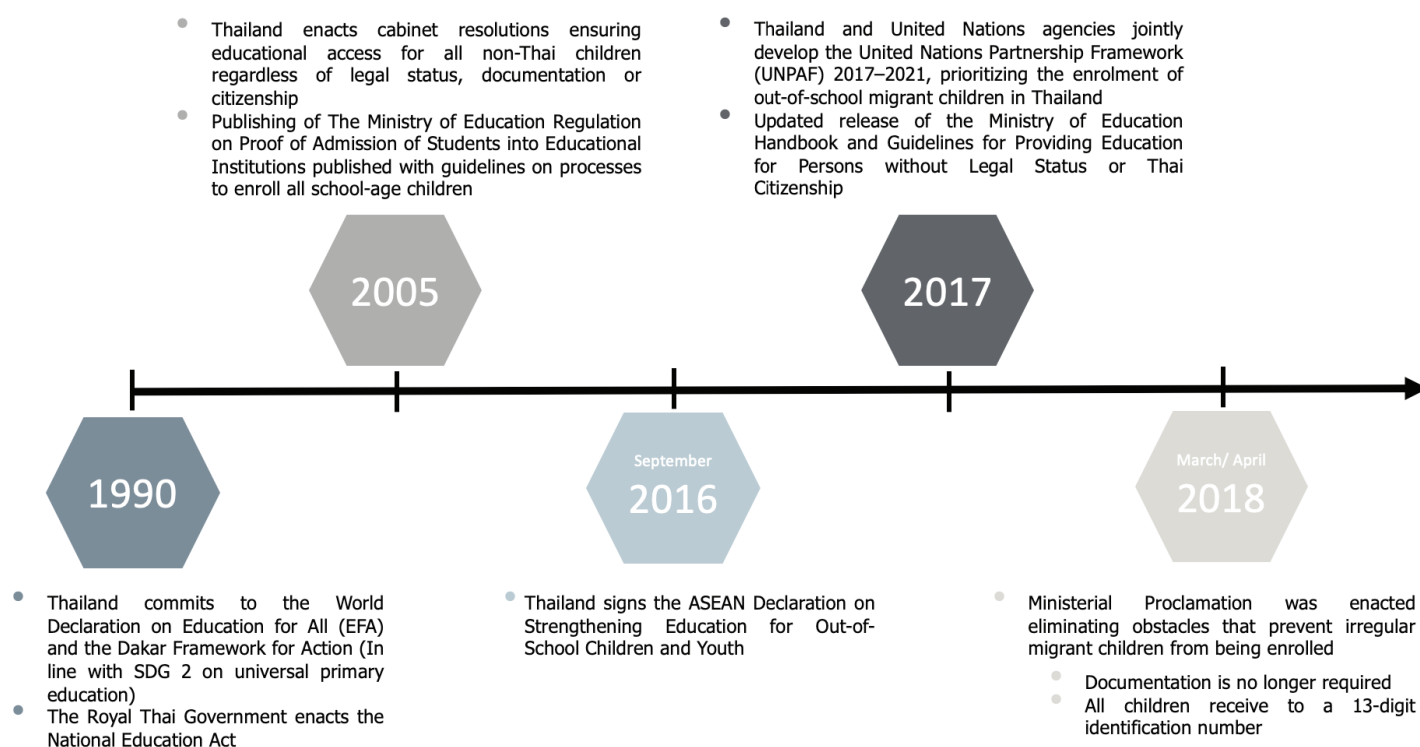 Thailand enacts cabinet resolutions ensuring
educational access for all non-Thai children
regardless of legal status, documentation or
citizenship
Publishing of The Ministry of Education Regulation
on Proof of Admission of Students into Educational
Institutions published with guidelines on processes
to enroll all school-age children
Thailand and United Nations agencies jointly
develop the United Nations Partnership Framework
(UNPAF) 2017–2021, prioritizing the enrolment of
out-of-school migrant children in Thailand
Updated release of the Ministry of Education
Handbook and Guidelines for Providing Education
for Persons without Legal Status or Thai
Citizenship
2005
2017
1990
September
2016
March/ April
2018
Thailand commits to the World
Declaration on Education for All (EFA)
and the Dakar Framework for Action (In
line with SDG 2 on universal primary
education)
The Royal Thai Government enacts the
National Education Act
Thailand signs the ASEAN Declaration on
Strengthening Education for Out-of-
School Children and Youth
Ministerial Proclamation was enacted
eliminating obstacles that prevent irregular
migrant children from being enrolled
Documentation is no longer required
All children receive to a 13-digit
identification number